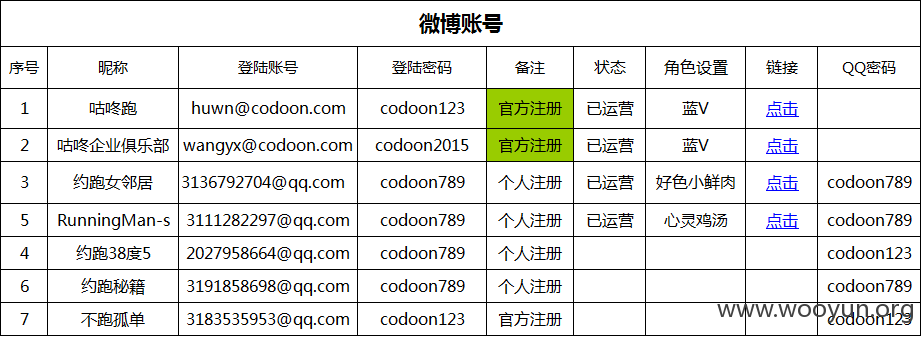 微博账号
序号 昵称 登陆账号 登陆密码 备注 状态 角色设置 链接 QQ密码
1 咕咚跑 huwn@codoon.com codoon123 官方注册 已运营 蓝V 点击
2 咕咚企业俱乐部 wangyx@codoon.com codoon2015 官方注册 已运营 蓝V 点击
3 约跑女邻居 3136792704@qq.com codoon789 个人注册 已运营 好色小鲜肉 点击 codoon789
5 RunningMan-s 3111282297@qq.com codoon789 个人注册 已运营 心灵鸡汤 点击 codoon789
4 约跑38度5 2027958664@qq.com codoon789 个人注册 codoon123
6 约跑秘籍 3191858698@qq.com codoon789 个人注册 codoon789
7 不跑孤单 3183535953@qq.com codoon123 官方注册 codoon123
www.wooyun.org